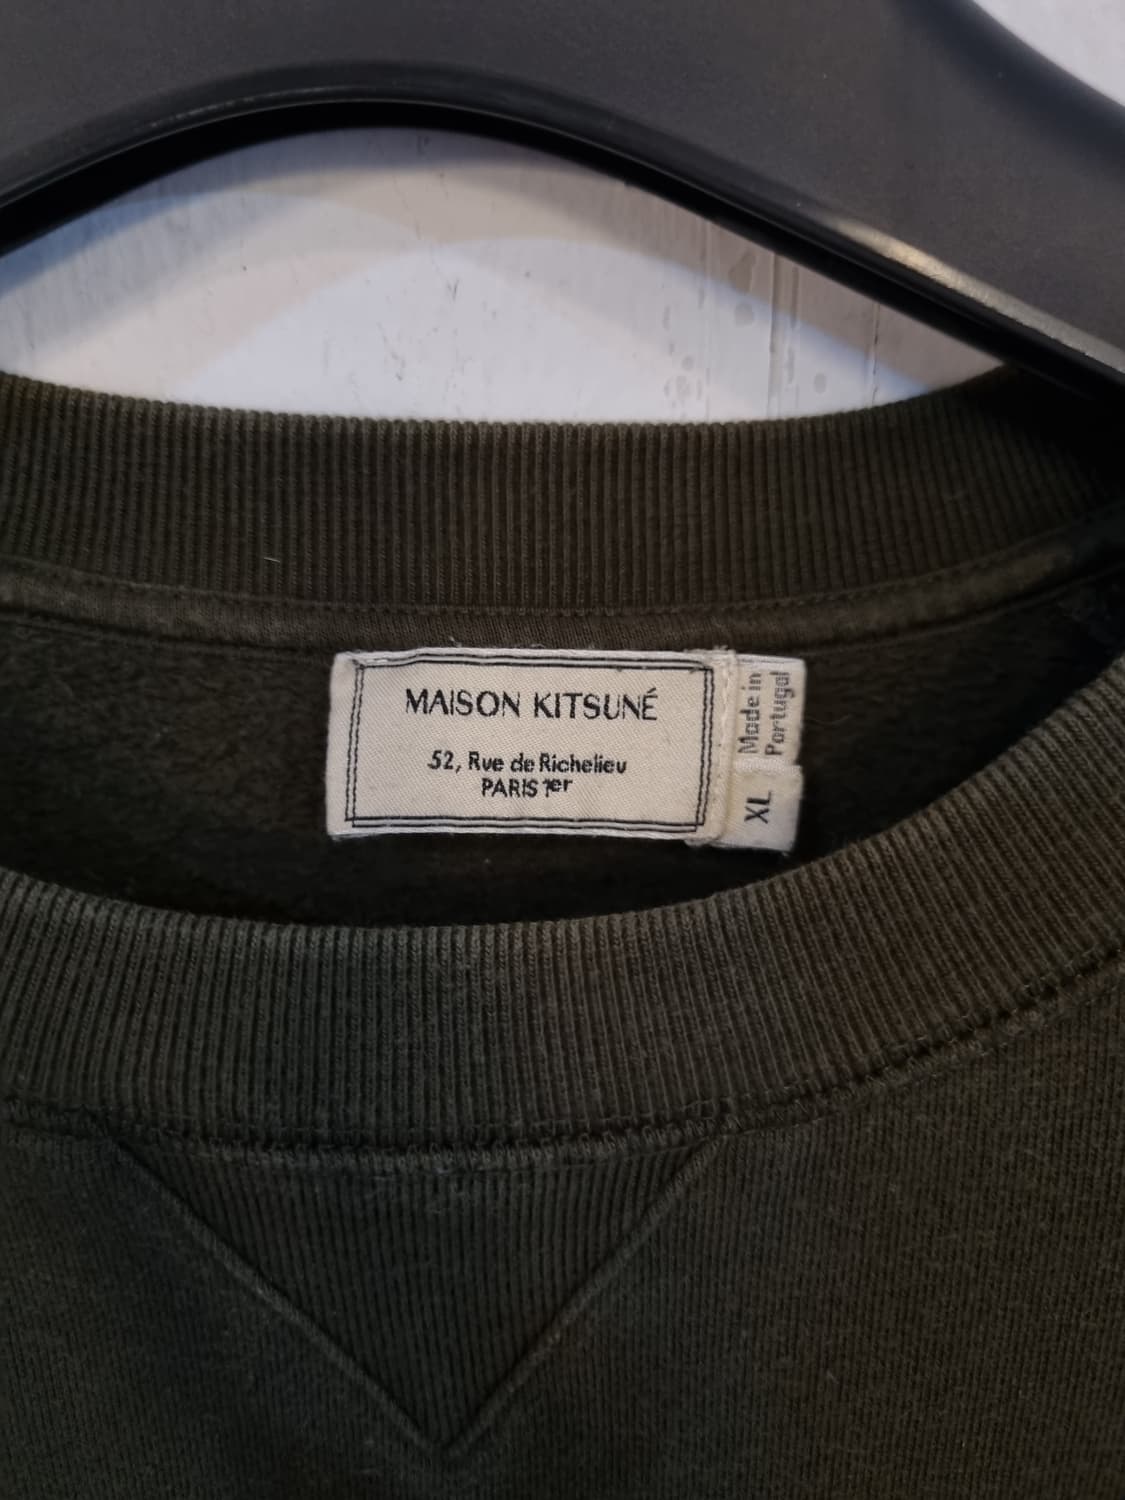 MAISON KITSUNÉ
52, Rue de Richelieu
PARIS 1er
Made in
Portugal
XL